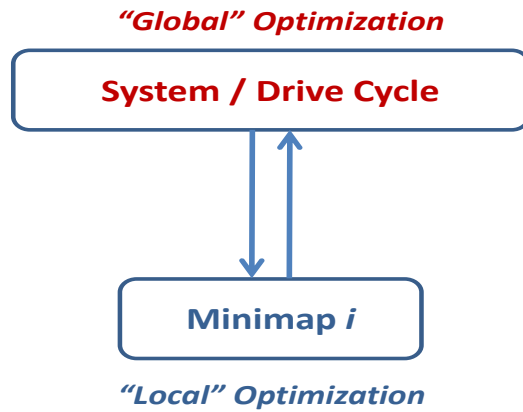 “Global” Optimization
System / Drive Cycle
Minimap i
“Local” Optimization